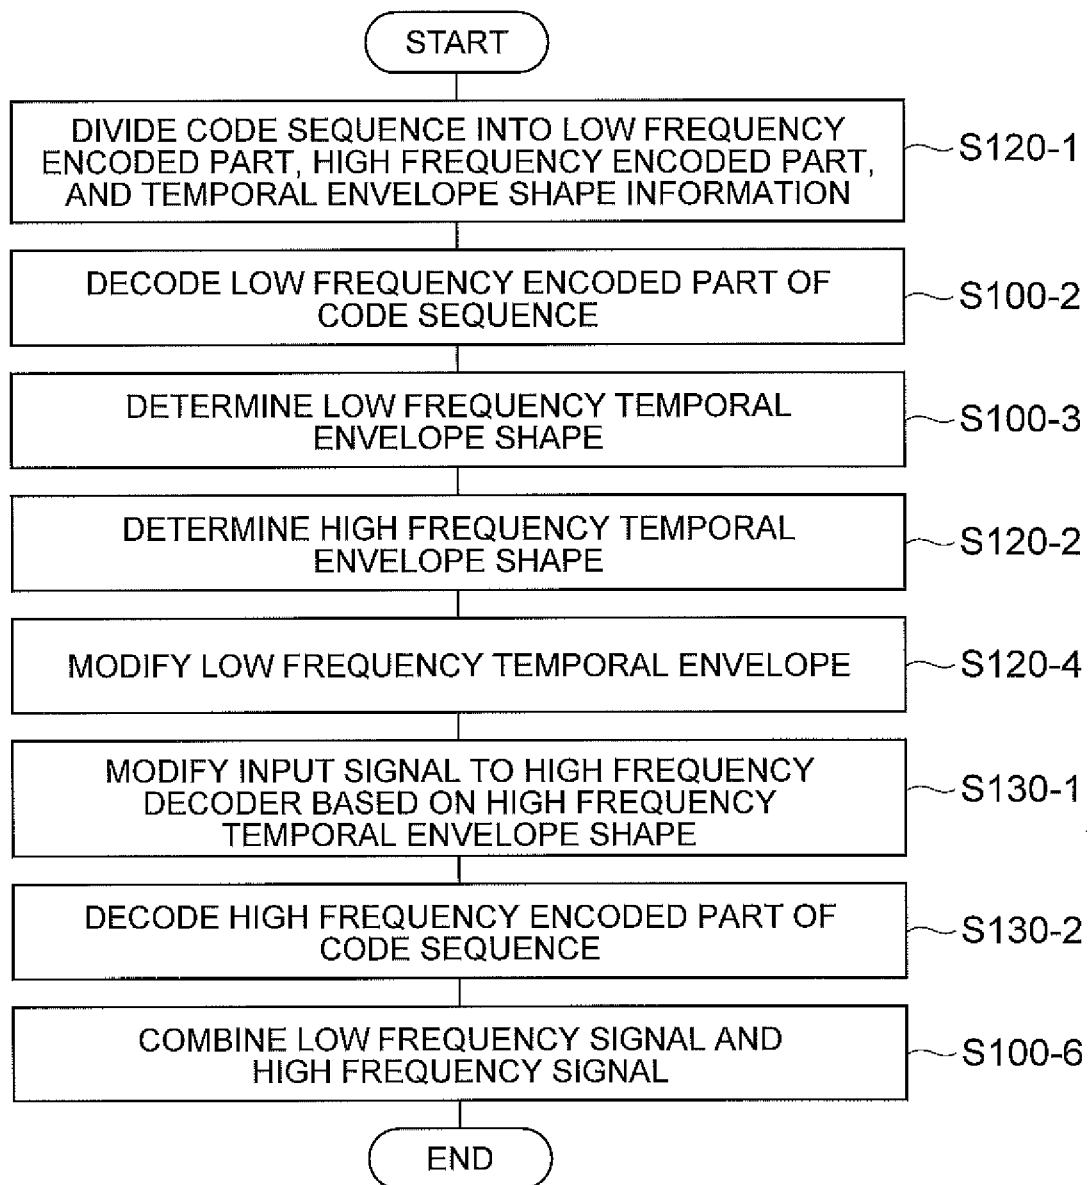 START
DIVIDE CODE SEQUENCE INTO LOW FREQUENCY
ENCODED PART, HIGH FREQUENCY ENCODED PART,
AND TEMPORAL ENVELOPE SHAPE INFORMATION
S120-1
DECODE LOW FREQUENCY ENCODED PART OF
CODE SEQUENCE
S100-2
DETERMINE LOW FREQUENCY TEMPORAL
ENVELOPE SHAPE
S100-3
DETERMINE HIGH FREQUENCY TEMPORAL
ENVELOPE SHAPE
S120-2
MODIFY LOW FREQUENCY TEMPORAL ENVELOPE
S120-4
MODIFY INPUT SIGNAL TO HIGH FREQUENCY
DECODER BASED ON HIGH FREQUENCY
TEMPORAL ENVELOPE SHAPE
S130-1
DECODE HIGH FREQUENCY ENCODED PART OF
CODE SEQUENCE
S130-2
COMBINE LOW FREQUENCY SIGNAL AND
HIGH FREQUENCY SIGNAL
S100-6
END